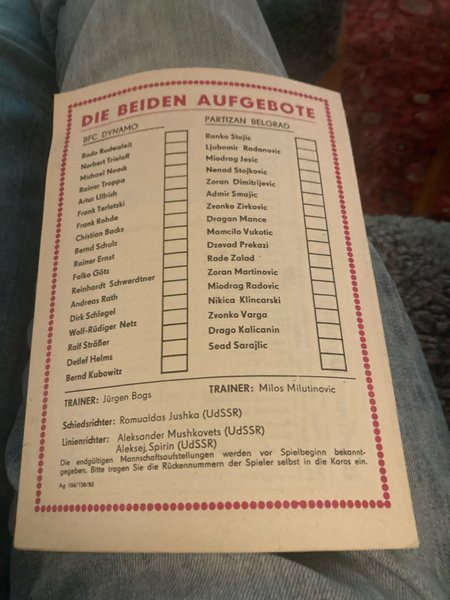 DIE BEIDEN AUFGEBOTE
BFC DYNAMO
Bodo Rudwaleit
Norbert Trieloff
Michael Noack
Rainer Troppa
Artur Ullrich
Frank Terletzki
Frank Rohde
Christian Backs
Bernd Schulz
Rainer Ernst
Falko Götz
Reinhardt Schwerdtner
Andreas Rath
Dirk Schlegel
Wolf-Rüdiger Netz
Ralf Sträßer
Detlef Helms
Bernd Kubowitz
PARTIZAN BELGRAD
Ranko Stojic
Ljubomir Radanovic
Miodrag Jesic
Nenad Stojkovic
Zoran Dimitrijevic
Admir Smajic
Zvonko Zivkovic
Dragan Mance
Momcilo Vukotic
Dzevad Prekazi
Rade Zalad
Zoran Martinovic
Miodrag Radovic
Nikica Klincarski
Zvonko Varga
Drago Kalicanin
Sead Sarajlic
TRAINER: Jürgen Bogs
TRAINER: Milos Milutinovic
Schiedsrichter: Romualdas Jushka (UdSSR)
Linienrichter: Aleksander Mushkovets (UdSSR)
Aleksej Spirin (UdSSR)
Die endgültigen Mannschaftsaufstellungen werden vor Spielbeginn bekannt-
gegeben. Bitte tragen Sie die Rückennummern der Spieler selbst in die Karos ein.
Ag 106/158/83